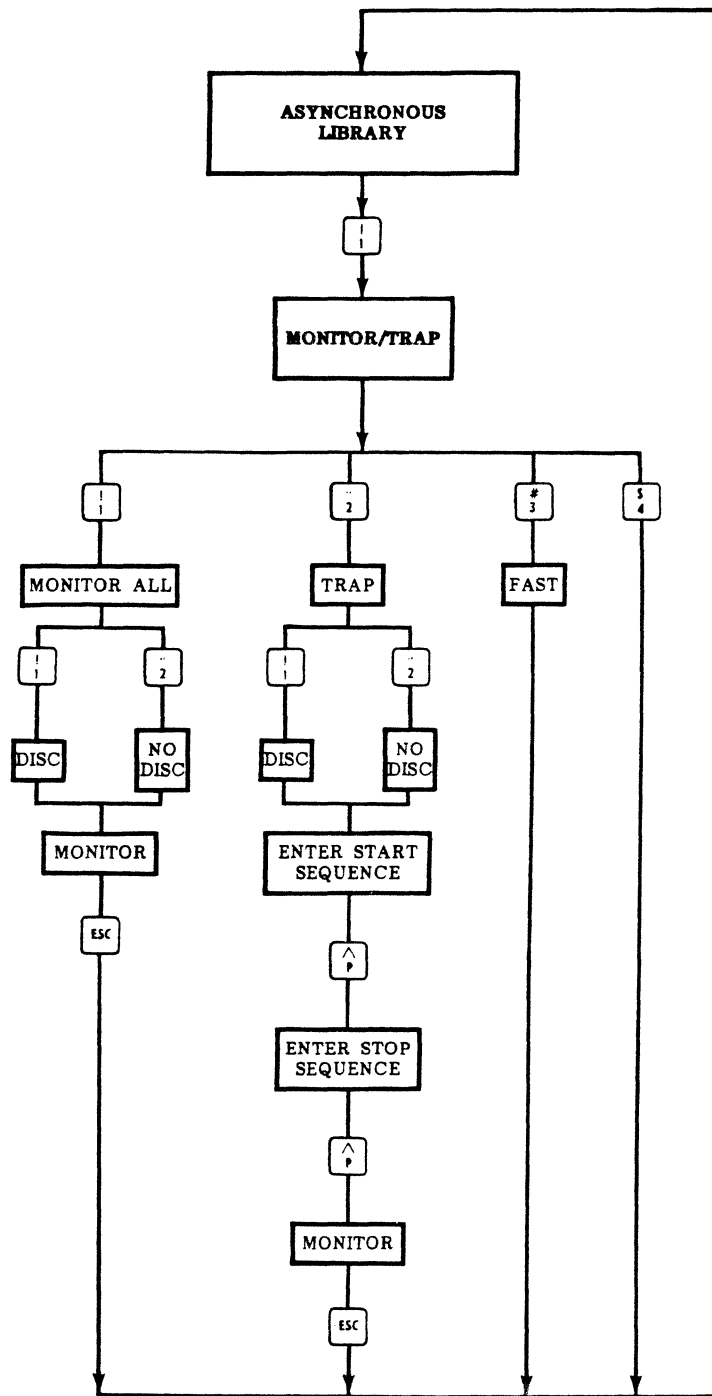 ASYNCHRONOUS
LIBRARY
!
1
MONITOR/TRAP
!
1
"
2
#
3
$
4
MONITOR ALL
TRAP
FAST
!
1
"
2
!
1
"
2
DISC
NO
DISC
DISC
NO
DISC
MONITOR
ENTER START
SEQUENCE
ESC
^
P
ENTER STOP
SEQUENCE
^
P
MONITOR
ESC